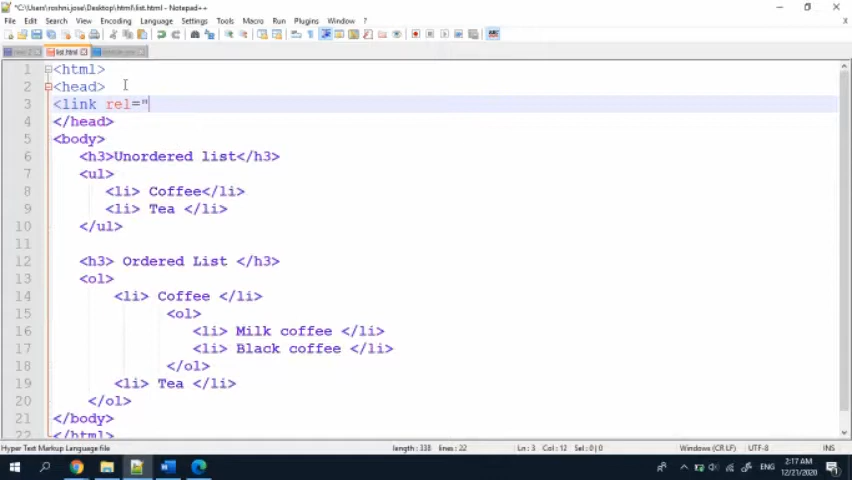 *C:\Users\roshni.jose\Desktop\html\list.html - Notepad++
File Edit Search View Encoding Language Settings Tools Macro Run Plugins Window ?
list.html
1 <html>
2 <head>
3 <link rel="
4 </head>
5 <body>
6 <h3>Unordered list</h3>
7 <ul>
8 <li> Coffee</li>
9 <li> Tea </li>
10 </ul>
11
12 <h3> Ordered List </h3>
13 <ol>
14 <li> Coffee </li>
15 <ol>
16 <li> Milk coffee </li>
17 <li> Black coffee </li>
18 </ol>
19 <li> Tea </li>
20 </ol>
21 </body>
22 </html>
Hyper Text Markup Language file length : 338 lines : 22 Ln : 3 Col : 12 Sel : 0 | 0 Windows (CR LF) UTF-8 INS
ENG 2:17 AM
12/21/2020